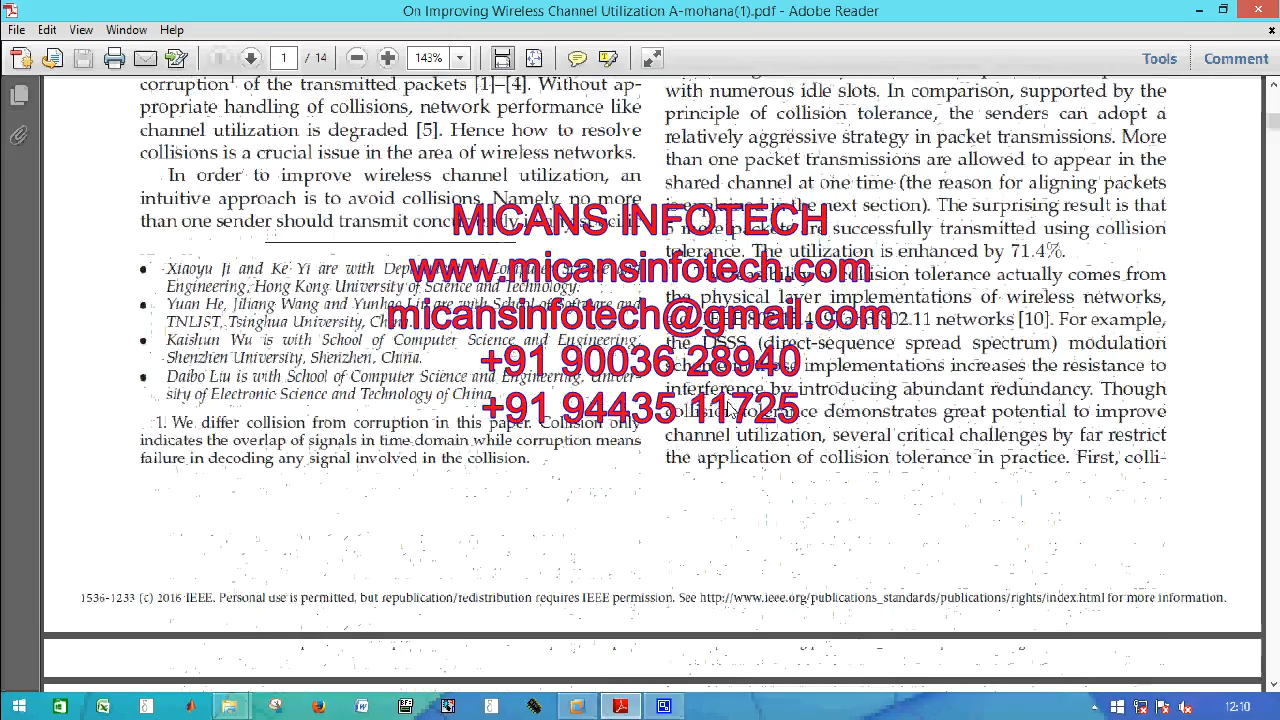 On Improving Wireless Channel Utilization A-mohana(1).pdf - Adobe Reader
File Edit View Window Help
1 / 14 143% Tools Comment
corruption1 of the transmitted packets [1]–[4]. Without ap-
propriate handling of collisions, network performance like
channel utilization is degraded [5]. Hence how to resolve
collisions is a crucial issue in the area of wireless networks.
In order to improve wireless channel utilization, an
intuitive approach is to avoid collisions. Namely, no more
than one sender should transmit concurrently
• Xiaoyu Ji and Ke Yi are with
Engineering, Hong Kong University of Science and Technology.
• Yuan He, Jiliang Wang and Yunhao Liu are with School of Software and
TNLIST, Tsinghua University, China.
• Kaishun Wu is with School of Computer Science and Engineering,
Shenzhen University, Shenzhen, China.
• Daibo Liu is with School of Computer Science and Engineering, Univer-
sity of Electronic Science and Technology of China.
1. We differ collision from corruption in this paper. Collision only
indicates the overlap of signals in time domain while corruption means
failure in decoding any signal involved in the collision.
with numerous idle slots. In comparison, supported by the
principle of collision tolerance, the senders can adopt a
relatively aggressive strategy in packet transmissions. More
than one packet transmissions are allowed to appear in the
shared channel at one time (the reason for aligning packets
is explained in the next section). The surprising result is that
5 more packets are successfully transmitted using collision
tolerance. The utilization is enhanced by 71.4%.
collision tolerance actually comes from
the physical layer implementations of wireless networks,
802.11 networks [10]. For example,
the DSSS (direct-sequence spread spectrum) modulation
implementations increases the resistance to
interference by introducing abundant redundancy. Though
collision tolerance demonstrates great potential to improve
channel utilization, several critical challenges by far restrict
the application of collision tolerance in practice. First, colli-
MICANS INFOTECH
www.micansinfotech.com
micansinfotech@gmail.com
+91 90036 28940
+91 94435 11725
1536-1233 (c) 2016 IEEE. Personal use is permitted, but republication/redistribution requires IEEE permission. See http://www.ieee.org/publications_standards/publications/rights/index.html for more information.
12:10